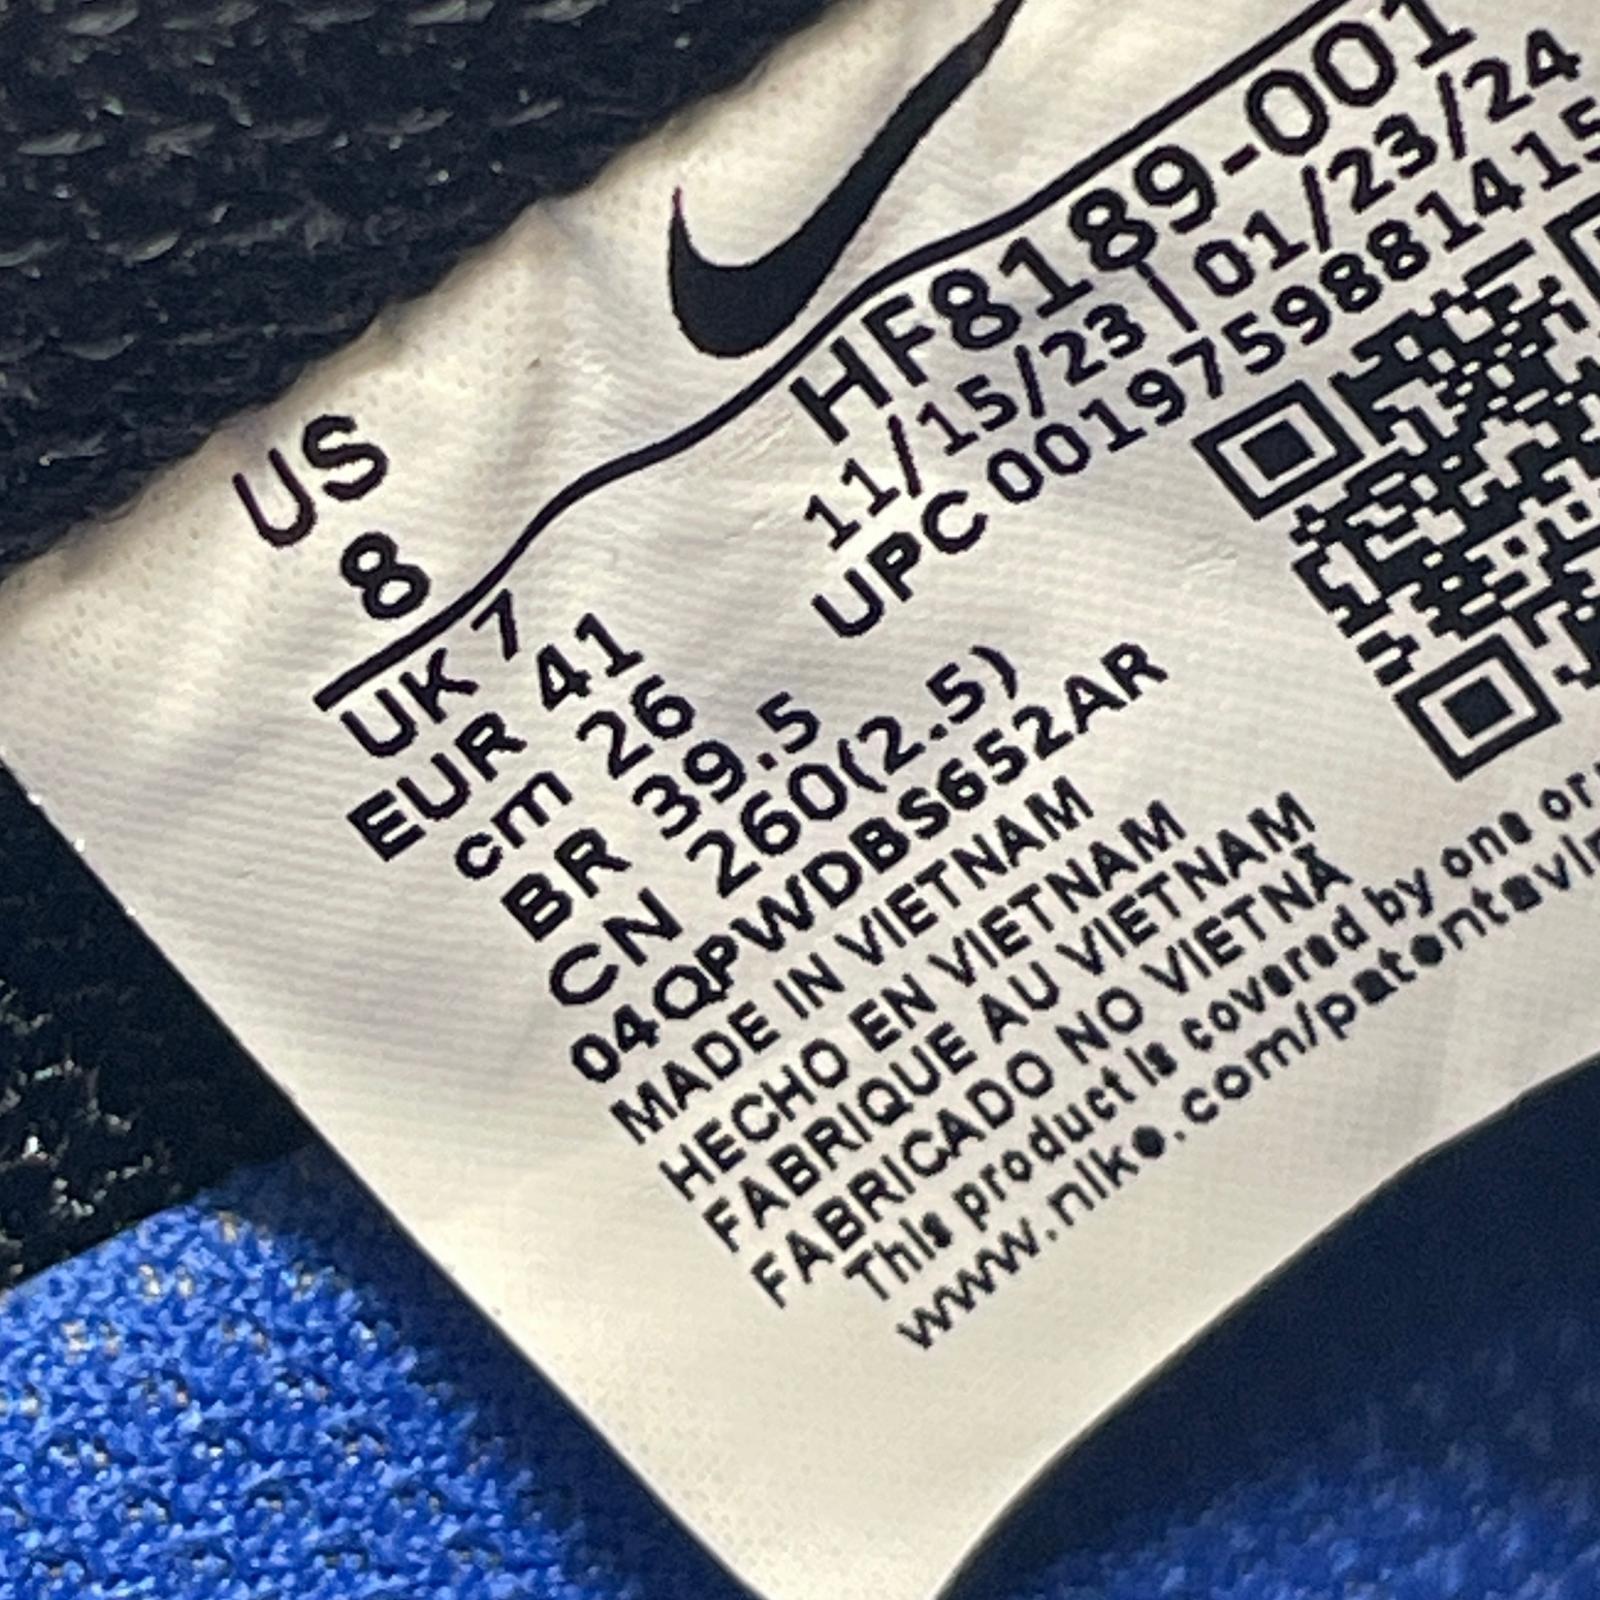 US
8
UK 7
EUR 41
cm 26
BR 39.5
CN 260(2.5)
04QPWDBS652AR
MADE IN VIETNAM
HECHO EN VIETNAM
FABRIQUE AU VIETNAM
FABRICADO NO VIETNÃ
This product is covered by one or
www.nike.com/patents
HF8189-001
11/15/23 | 01/23/24
UPC 0019759881415